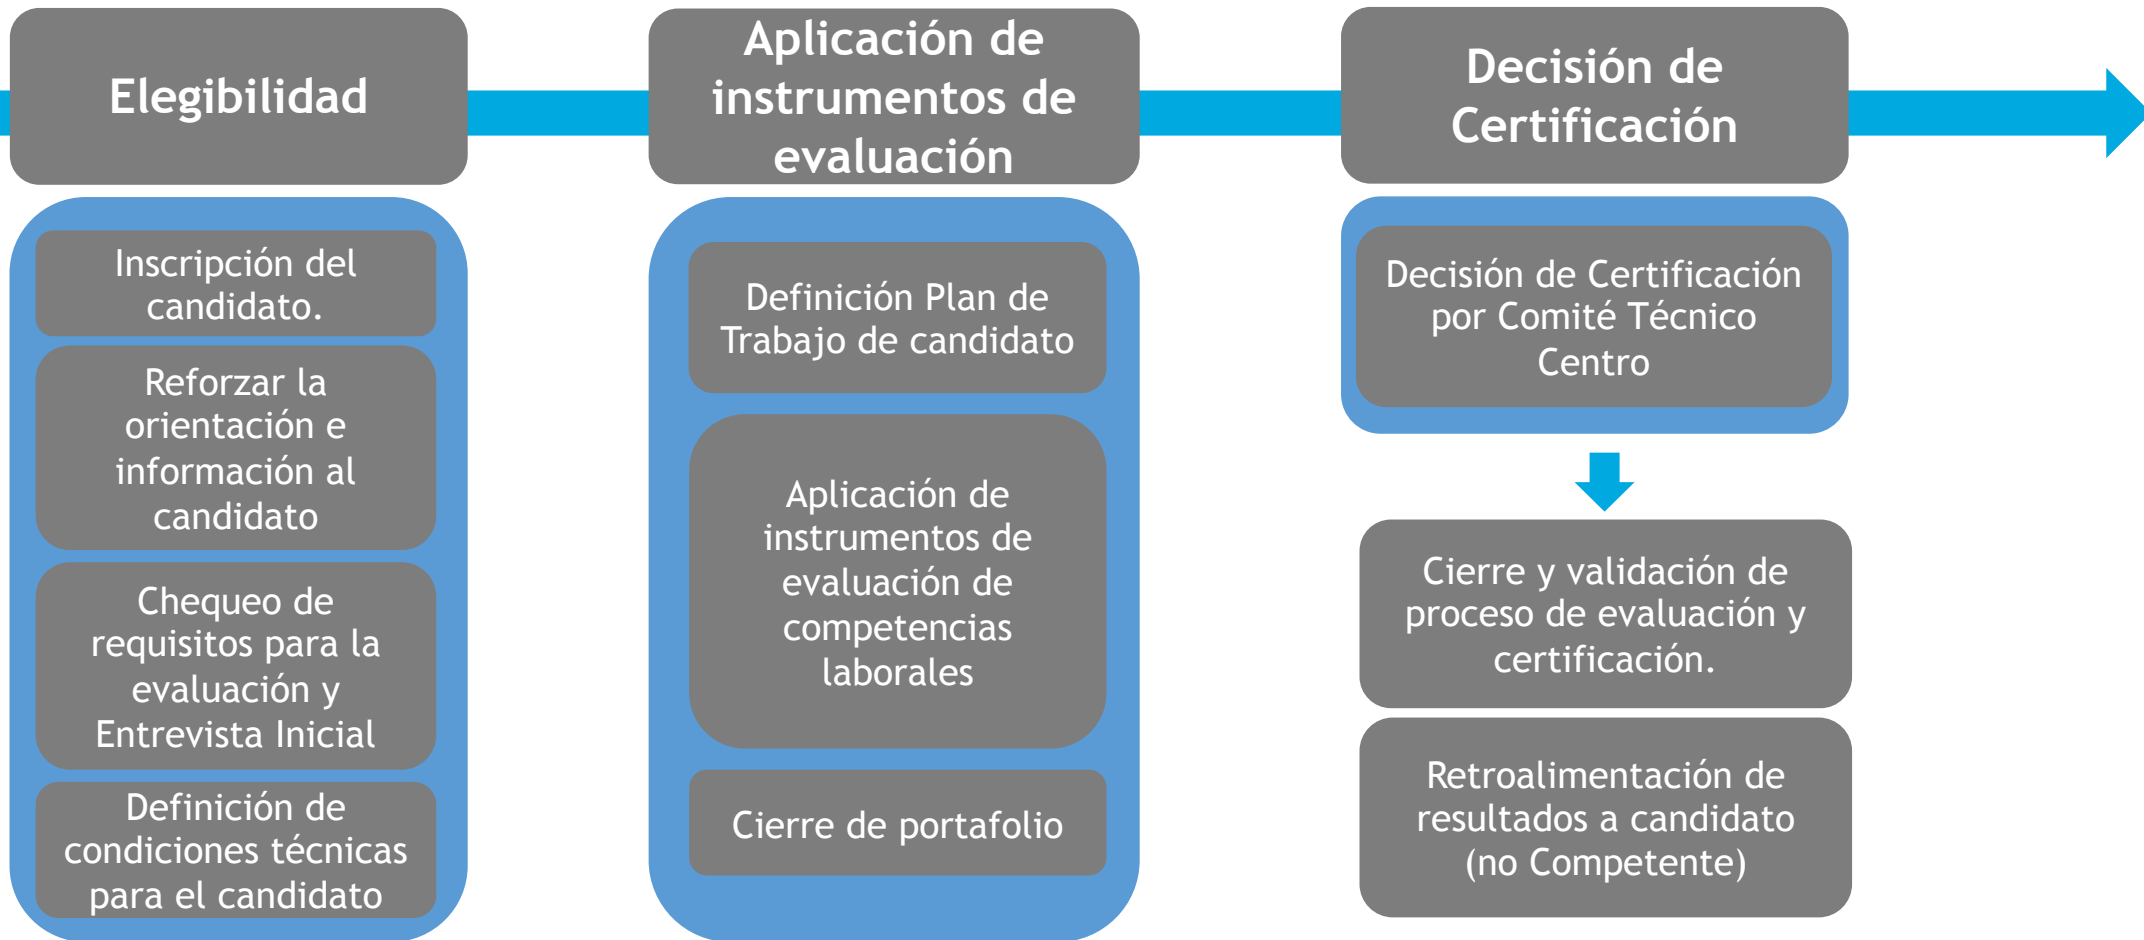 Elegibilidad
Inscripción del
candidato.
Reforzar la
orientación e
información al
candidato
Chequeo de
requisitos para la
evaluación y
Entrevista Inicial
Definición de
condiciones técnicas
para el candidato
Aplicación de
instrumentos de
evaluación
Definición Plan de
Trabajo de candidato
Aplicación de
instrumentos de
evaluación de
competencias
laborales
Cierre de portafolio
Decisión de
Certificación
Decisión de Certificación
por Comité Técnico
Centro
Cierre y validación de
proceso de evaluación y
certificación.
Retroalimentación de
resultados a candidato
(no Competente)